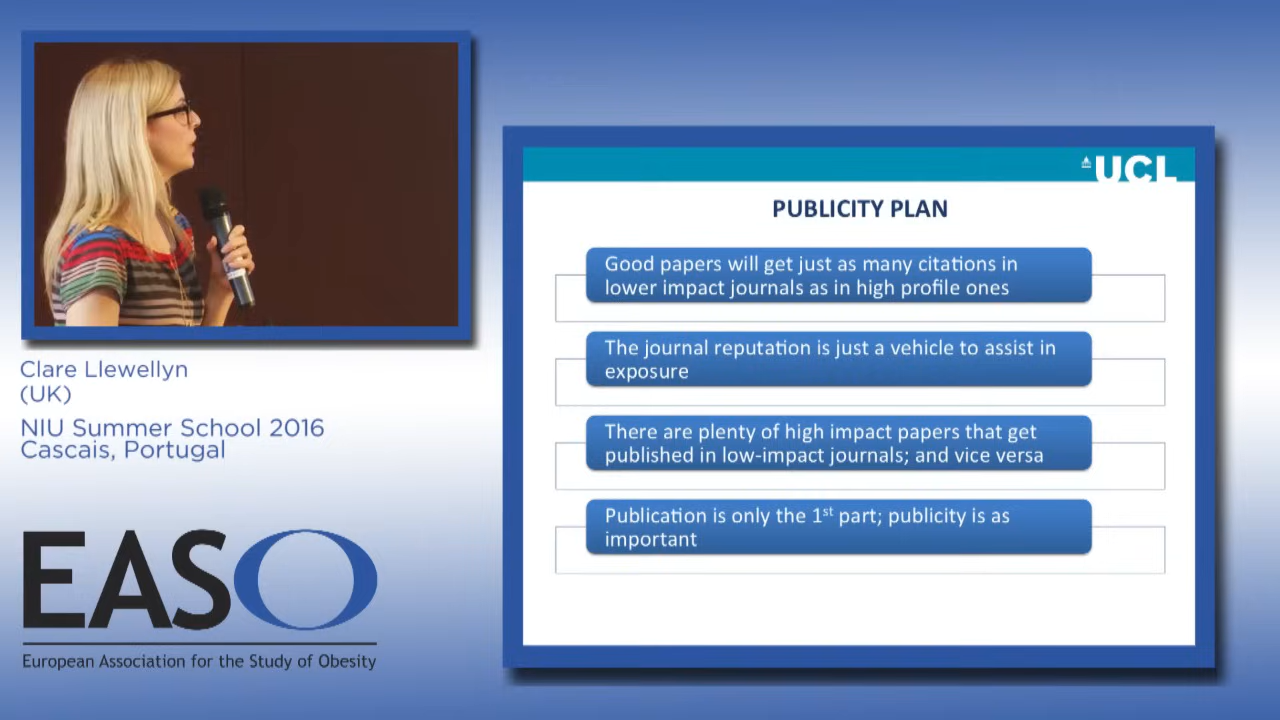 Clare Llewellyn
(UK)
NIU Summer School 2016
Cascais, Portugal
EASO
European Association for the Study of Obesity
UCL
PUBLICITY PLAN
Good papers will get just as many citations in
lower impact journals as in high profile ones
The journal reputation is just a vehicle to assist in
exposure
There are plenty of high impact papers that get
published in low-impact journals; and vice versa
Publication is only the 1st part; publicity is as
important